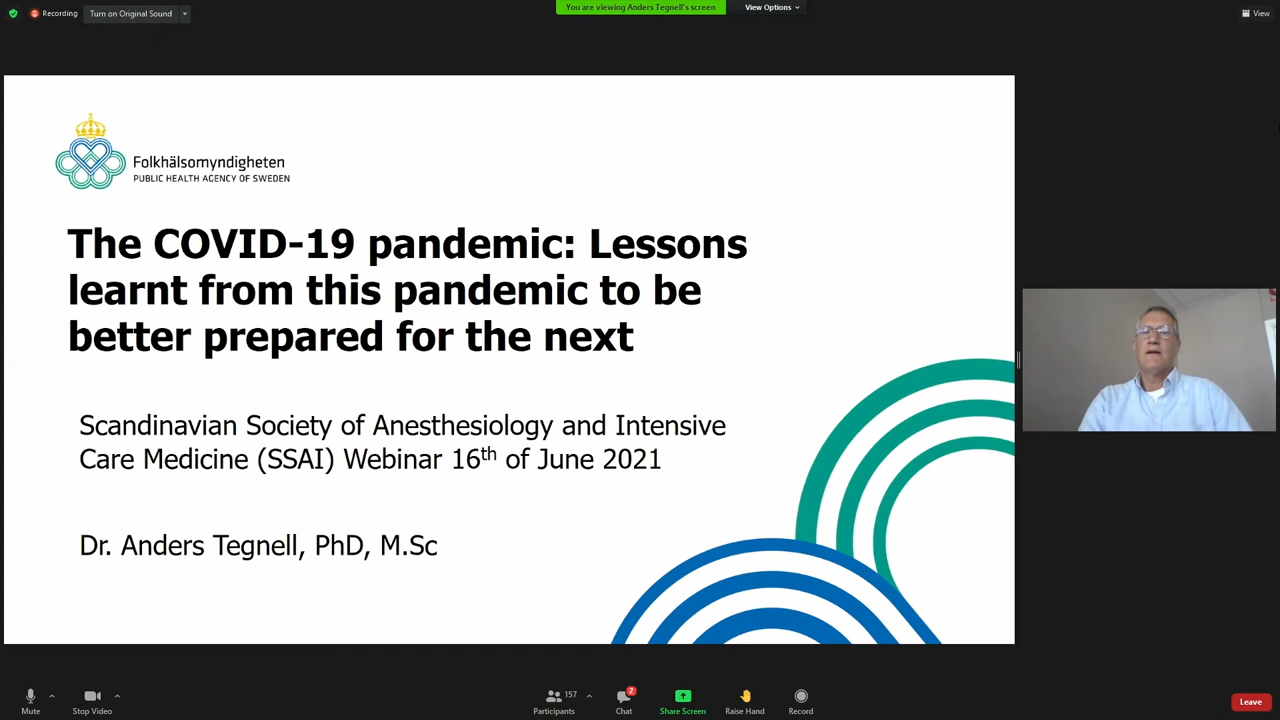 Recording
Turn on Original Sound
You are viewing Anders Tegnell's screen
View Options
View
Folkhälsomyndigheten
PUBLIC HEALTH AGENCY OF SWEDEN
The COVID-19 pandemic: Lessons
learnt from this pandemic to be
better prepared for the next
Scandinavian Society of Anesthesiology and Intensive
Care Medicine (SSAI) Webinar 16th of June 2021
Dr. Anders Tegnell, PhD, M.Sc
Mute
Stop Video
157
Participants
2
Chat
Share Screen
Raise Hand
Record
Leave